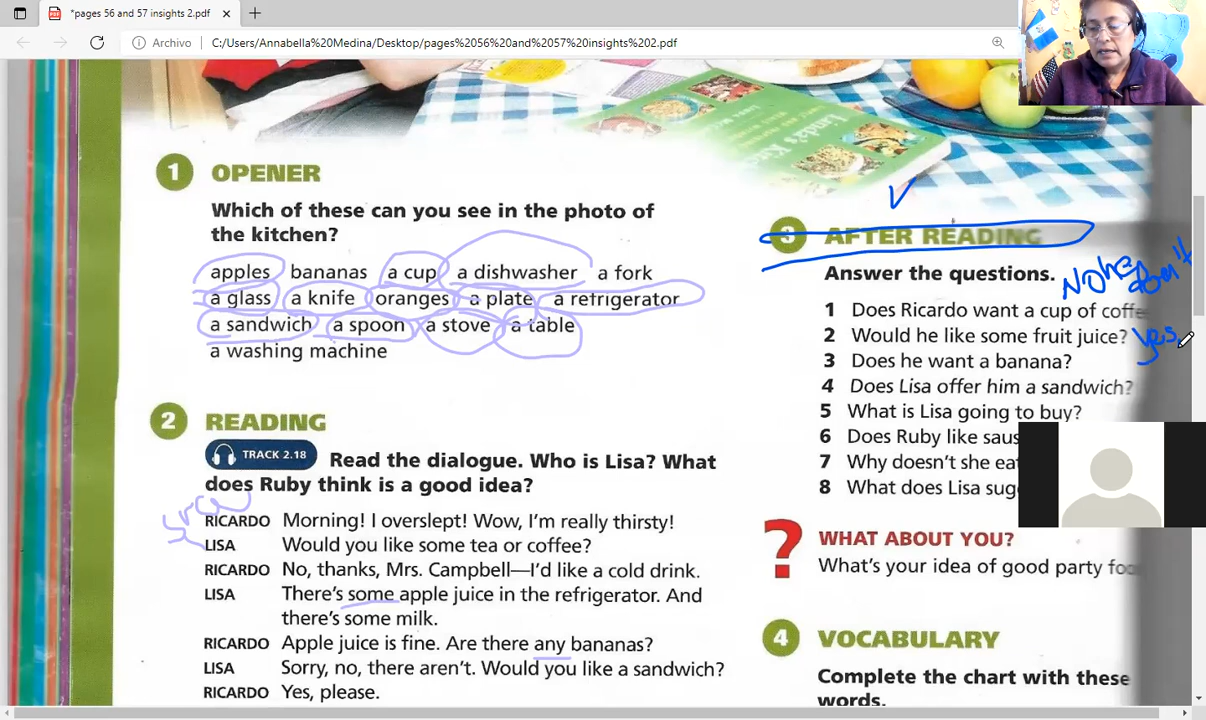 *pages 56 and 57 insights 2.pdf
Archivo
C:/Users/Annabella%20Medina/Desktop/pages%2056%20and%2057%20insights%202.pdf
1 OPENER
Which of these can you see in the photo of
the kitchen?
apples bananas a cup a dishwasher a fork
a glass a knife oranges a plate a refrigerator
a sandwich a spoon a stove a table
a washing machine
2 READING
TRACK 2.18 Read the dialogue. Who is Lisa? What
does Ruby think is a good idea?
RICARDO Morning! I overslept! Wow, I'm really thirsty!
LISA Would you like some tea or coffee?
RICARDO No, thanks, Mrs. Campbell—I'd like a cold drink.
LISA There's some apple juice in the refrigerator. And
there's some milk.
RICARDO Apple juice is fine. Are there any bananas?
LISA Sorry, no, there aren't. Would you like a sandwich?
RICARDO Yes, please.
3 AFTER READING
Answer the questions.
No he don't
1 Does Ricardo want a cup of coffe
2 Would he like some fruit juice? yes
3 Does he want a banana?
4 Does Lisa offer him a sandwich?
5 What is Lisa going to buy?
6 Does Ruby like saus
7 Why doesn't she eat
8 What does Lisa sug
? WHAT ABOUT YOU?
What's your idea of good party foo
4 VOCABULARY
Complete the chart with these
words.